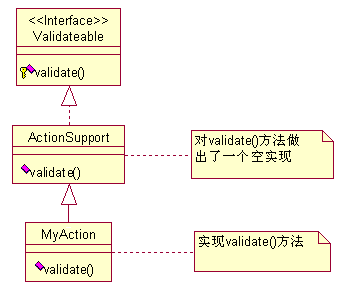 <<Interface>>
Validateable
validate()
ActionSupport
validate()
对validate()方法做
出了一个空实现
MyAction
validate()
实现validate()方法